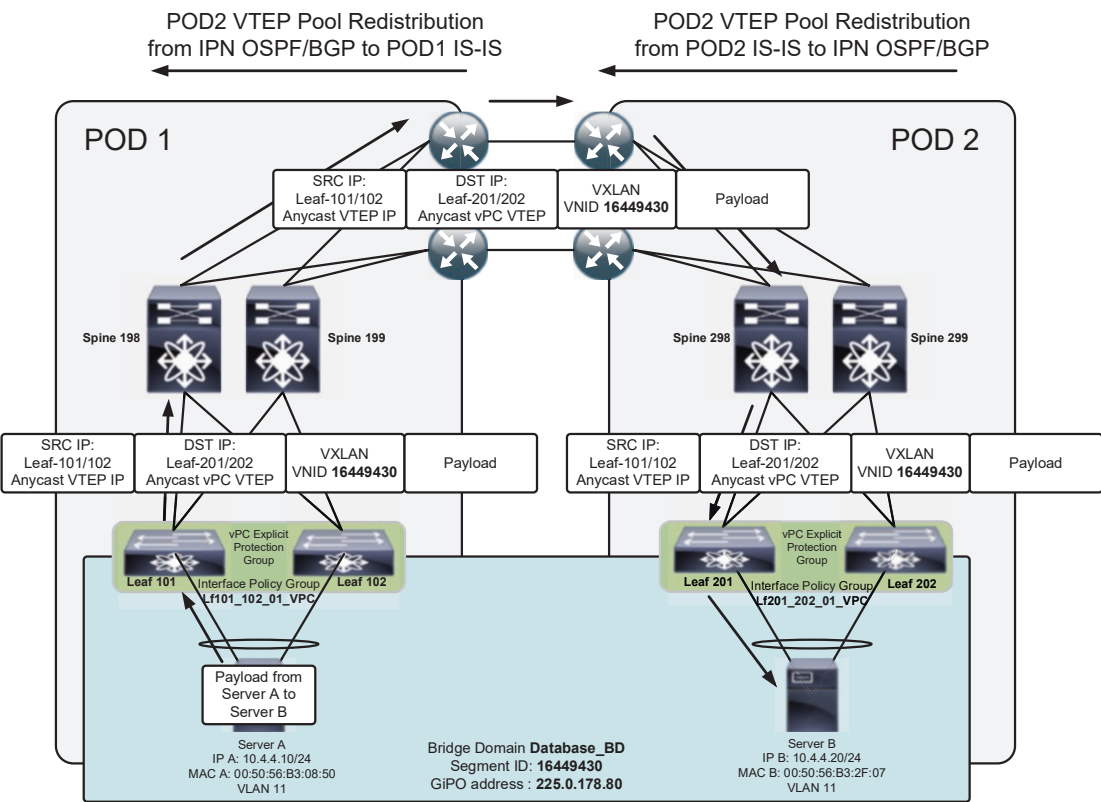 POD2 VTEP Pool Redistribution
from IPN OSPF/BGP to POD1 IS-IS
POD2 VTEP Pool Redistribution
from POD2 IS-IS to IPN OSPF/BGP
POD 1
POD 2
SRC IP:
Leaf-101/102
Anycast VTEP IP
DST IP:
Leaf-201/202
Anycast vPC VTEP
VXLAN
VNID 16449430
Payload
Spine 198
Spine 199
Spine 298
Spine 299
SRC IP:
Leaf-101/102
Anycast VTEP IP
DST IP:
Leaf-201/202
Anycast vPC VTEP
VXLAN
VNID 16449430
Payload
SRC IP:
Leaf-101/102
Anycast VTEP IP
DST IP:
Leaf-201/202
Anycast vPC VTEP
VXLAN
VNID 16449430
Payload
vPC Explicit
Protection
Group
Leaf 101
Leaf 102
Interface Policy Group
Lf101_102_01_VPC
vPC Explicit
Protection
Group
Leaf 201
Leaf 202
Interface Policy Group
Lf201_202_01_VPC
Payload from
Server A to
Server B
Server A
IP A: 10.4.4.10/24
MAC A: 00:50:56:B3:08:50
VLAN 11
Bridge Domain Database_BD
Segment ID: 16449430
GiPO address : 225.0.178.80
Server B
IP B: 10.4.4.20/24
MAC B: 00:50:56:B3:2F:07
VLAN 11